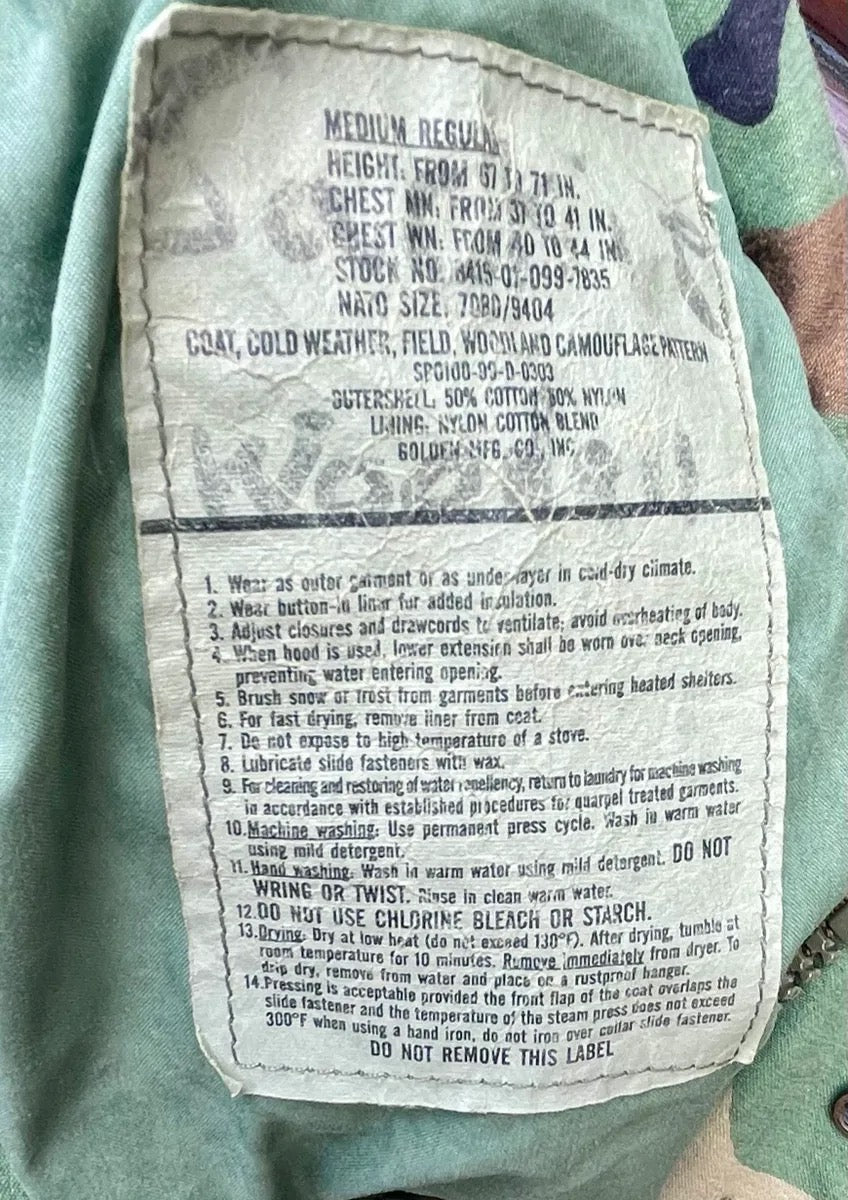 MEDIUM REGULAR
HEIGHT: FROM 67 TO 71 IN.
CHEST MN: FROM 37 TO 41 IN.
CHEST WN: FROM 40 TO 44 IN.
STOCK NO. 8415-01-099-7835
NATO SIZE. 7080/9404
COAT, COLD WEATHER, FIELD, WOODLAND CAMOUFLAGE PATTERN
SPO100-99-D-0303
OUTERSHELL, 50% COTTON 50% NYLON
LINING- NYLON COTTON BLEND
GOLDEN MFG. CO., INC.
1. Wear as outer garment or as under-layer in cold-dry climate.
2. Wear button-in liner for added insulation.
3. Adjust closures and drawcords to ventilate; avoid overheating of body.
4. When hood is used, lower extension shall be worn over neck opening,
preventing water entering opening.
5. Brush snow or frost from garments before entering heated shelters.
6. For fast drying, remove liner from coat.
7. Do not expose to high temperature of a stove.
8. Lubricate slide fasteners with wax.
9. For cleaning and restoring of water repellency, return to laundry for machine washing
in accordance with established procedures for quarpel treated garments.
10.Machine washing: Use permanent press cycle. Wash in warm water
using mild detergent.
11. Hand washing: Wash in warm water using mild detergent. DO NOT
WRING OR TWIST. Rinse in clean warm water.
12.DO NOT USE CHLORINE BLEACH OR STARCH.
13.Drying: Dry at low heat (do not exceed 130°F). After drying, tumble at
room temperature for 10 minutes. Remove immediately from dryer. To
drip dry, remove from water and place on a rustproof hanger.
14.Pressing is acceptable provided the front flap of the coat overlaps the
slide fastener and the temperature of the steam press does not exceed
300°F when using a hand iron, do not iron over collar slide fastener.
DO NOT REMOVE THIS LABEL